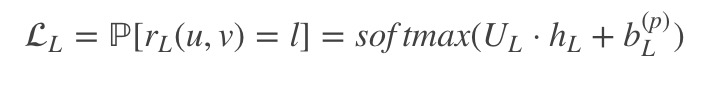 ℒ_L = ℙ[r_L(u, v) = l] = softmax(U_L · h_L + b_L^{(p)})